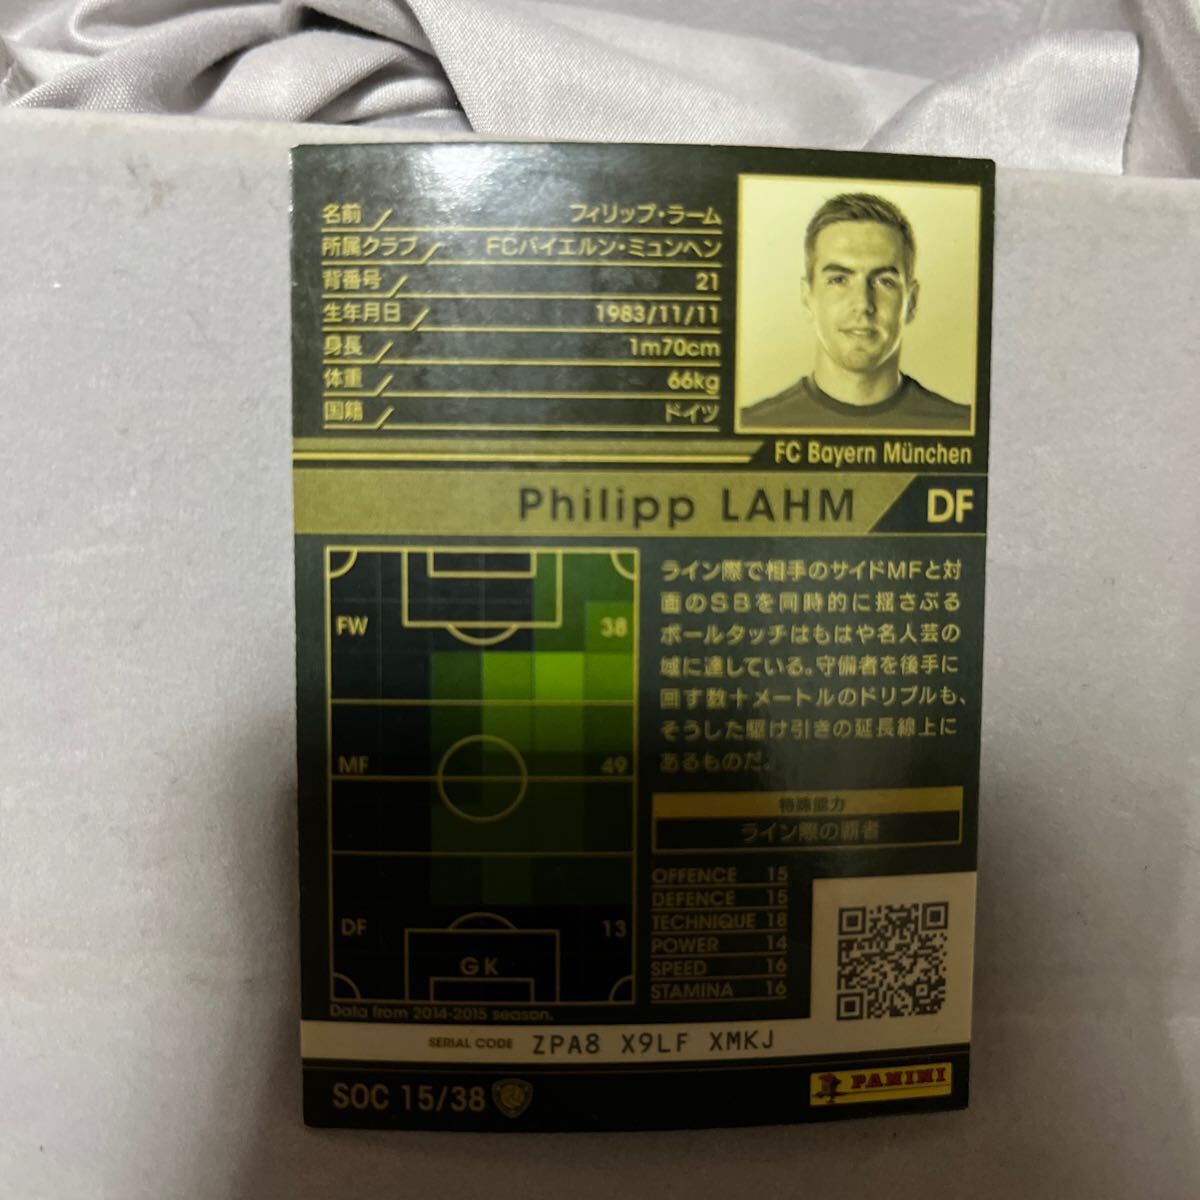 名前 フィリップ・ラーム
所属クラブ FCバイエルン・ミュンヘン
背番号 21
生年月日 1983/11/11
身長 1m70cm
体重 66kg
国籍 ドイツ
FC Bayern München
Philipp LAHM DF
FW 38
MF 49
DF 13
GK
Data from 2014-2015 season.
ライン際で相手のサイドMFと対
面のSBを同時的に揺さぶる
ボールタッチはもはや名人芸の
域に達している。守備者を後手に
回す数十メートルのドリブルも、
そうした駆け引きの延長線上に
あるものだ。
特殊能力
ライン際の覇者
OFFENCE 15
DEFENCE 15
TECHNIQUE 18
POWER 14
SPEED 16
STAMINA 16
SERIAL CODE ZPA8 X9LF XMKJ
SOC 15/38
PANINI